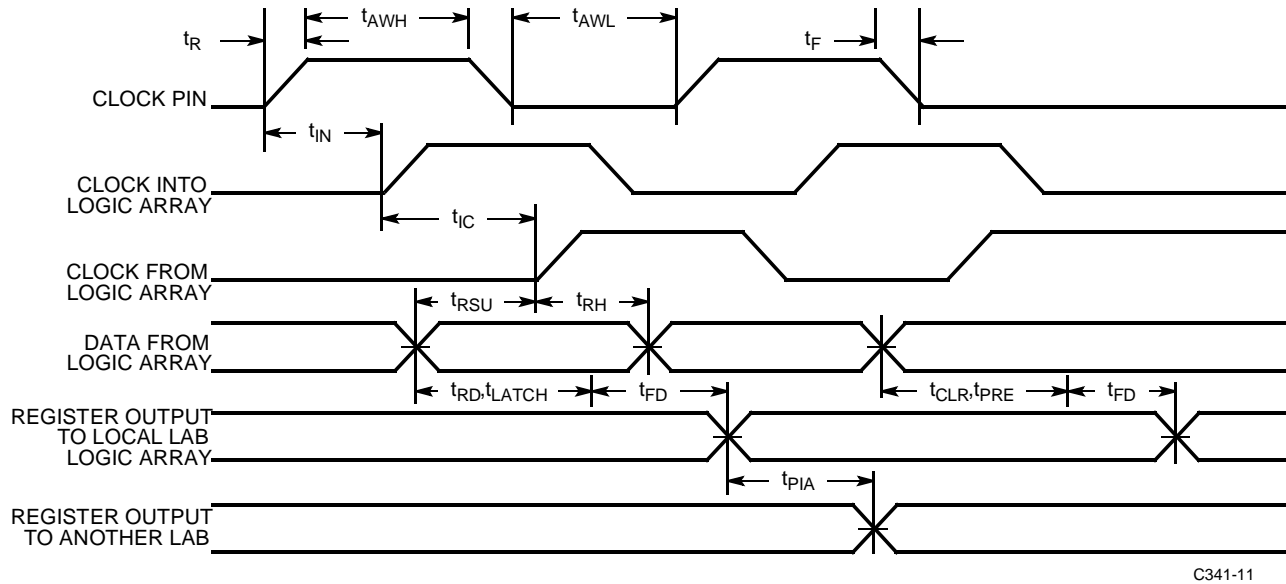 tAWH
tAWL
tR
tF
CLOCK PIN
tIN
CLOCK INTO
LOGIC ARRAY
tIC
CLOCK FROM
LOGIC ARRAY
tRSU
tRH
DATA FROM
LOGIC ARRAY
tRD,tLATCH
tFD
tCLR,tPRE
tFD
REGISTER OUTPUT
TO LOCAL LAB
LOGIC ARRAY
tPIA
REGISTER OUTPUT
TO ANOTHER LAB
C341-11